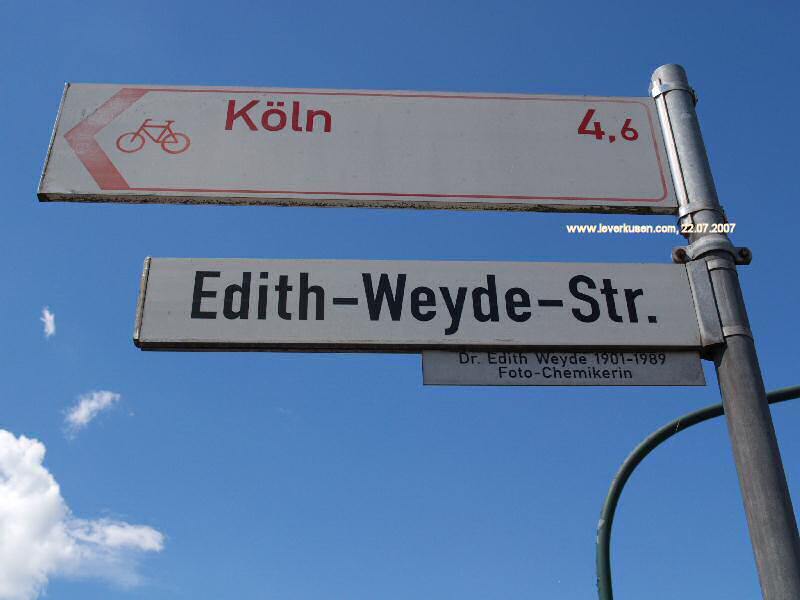 Köln 4,6
www.leverkusen.com, 22.07.2007
Edith-Weyde-Str.
Dr. Edith Weyde 1901-1989
Foto-Chemikerin